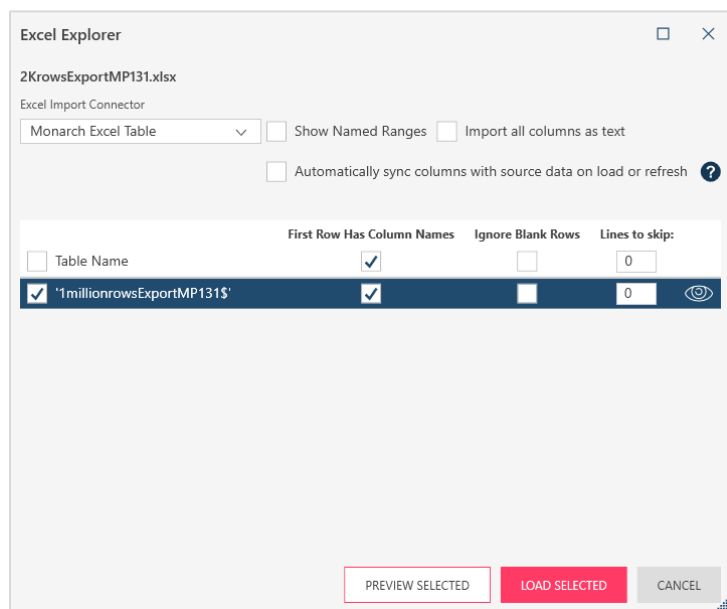 Excel Explorer
2KrowsExportMP131.xlsx
Excel Import Connector
Monarch Excel Table Show Named Ranges Import all columns as text
Automatically sync columns with source data on load or refresh ?
First Row Has Column Names Ignore Blank Rows Lines to skip:
Table Name 0
'1millionrowsExportMP131$' 0
PREVIEW SELECTED LOAD SELECTED CANCEL